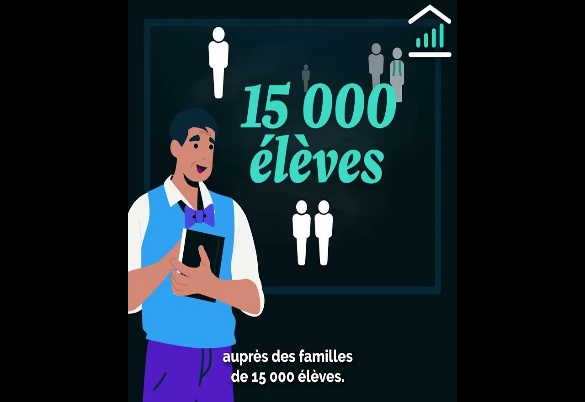 15 000
élèves
auprès des familles
de 15 000 élèves.